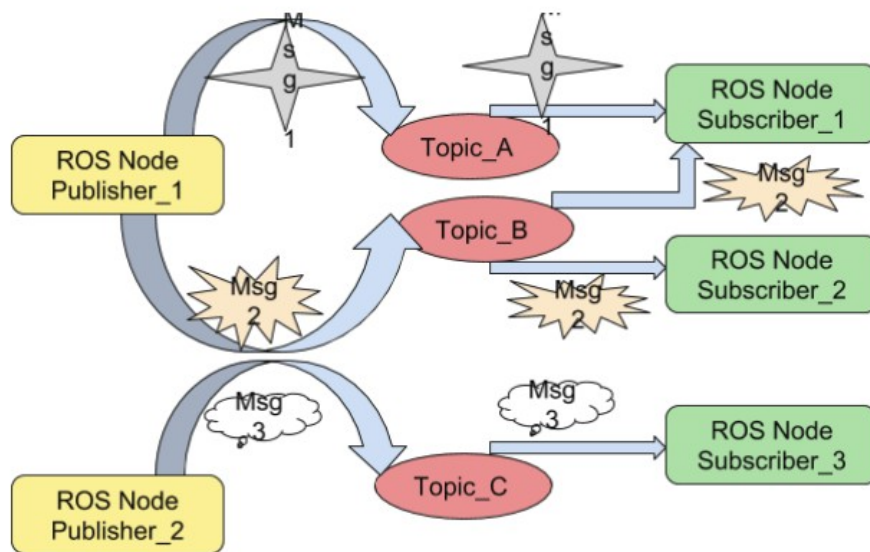 M
s
g
1
M
s
g
1
ROS Node
Subscriber_1
Topic_A
ROS Node
Publisher_1
Msg
2
Topic_B
Msg
2
Msg
2
ROS Node
Subscriber_2
Msg
3
Msg
3
ROS Node
Subscriber_3
Topic_C
ROS Node
Publisher_2